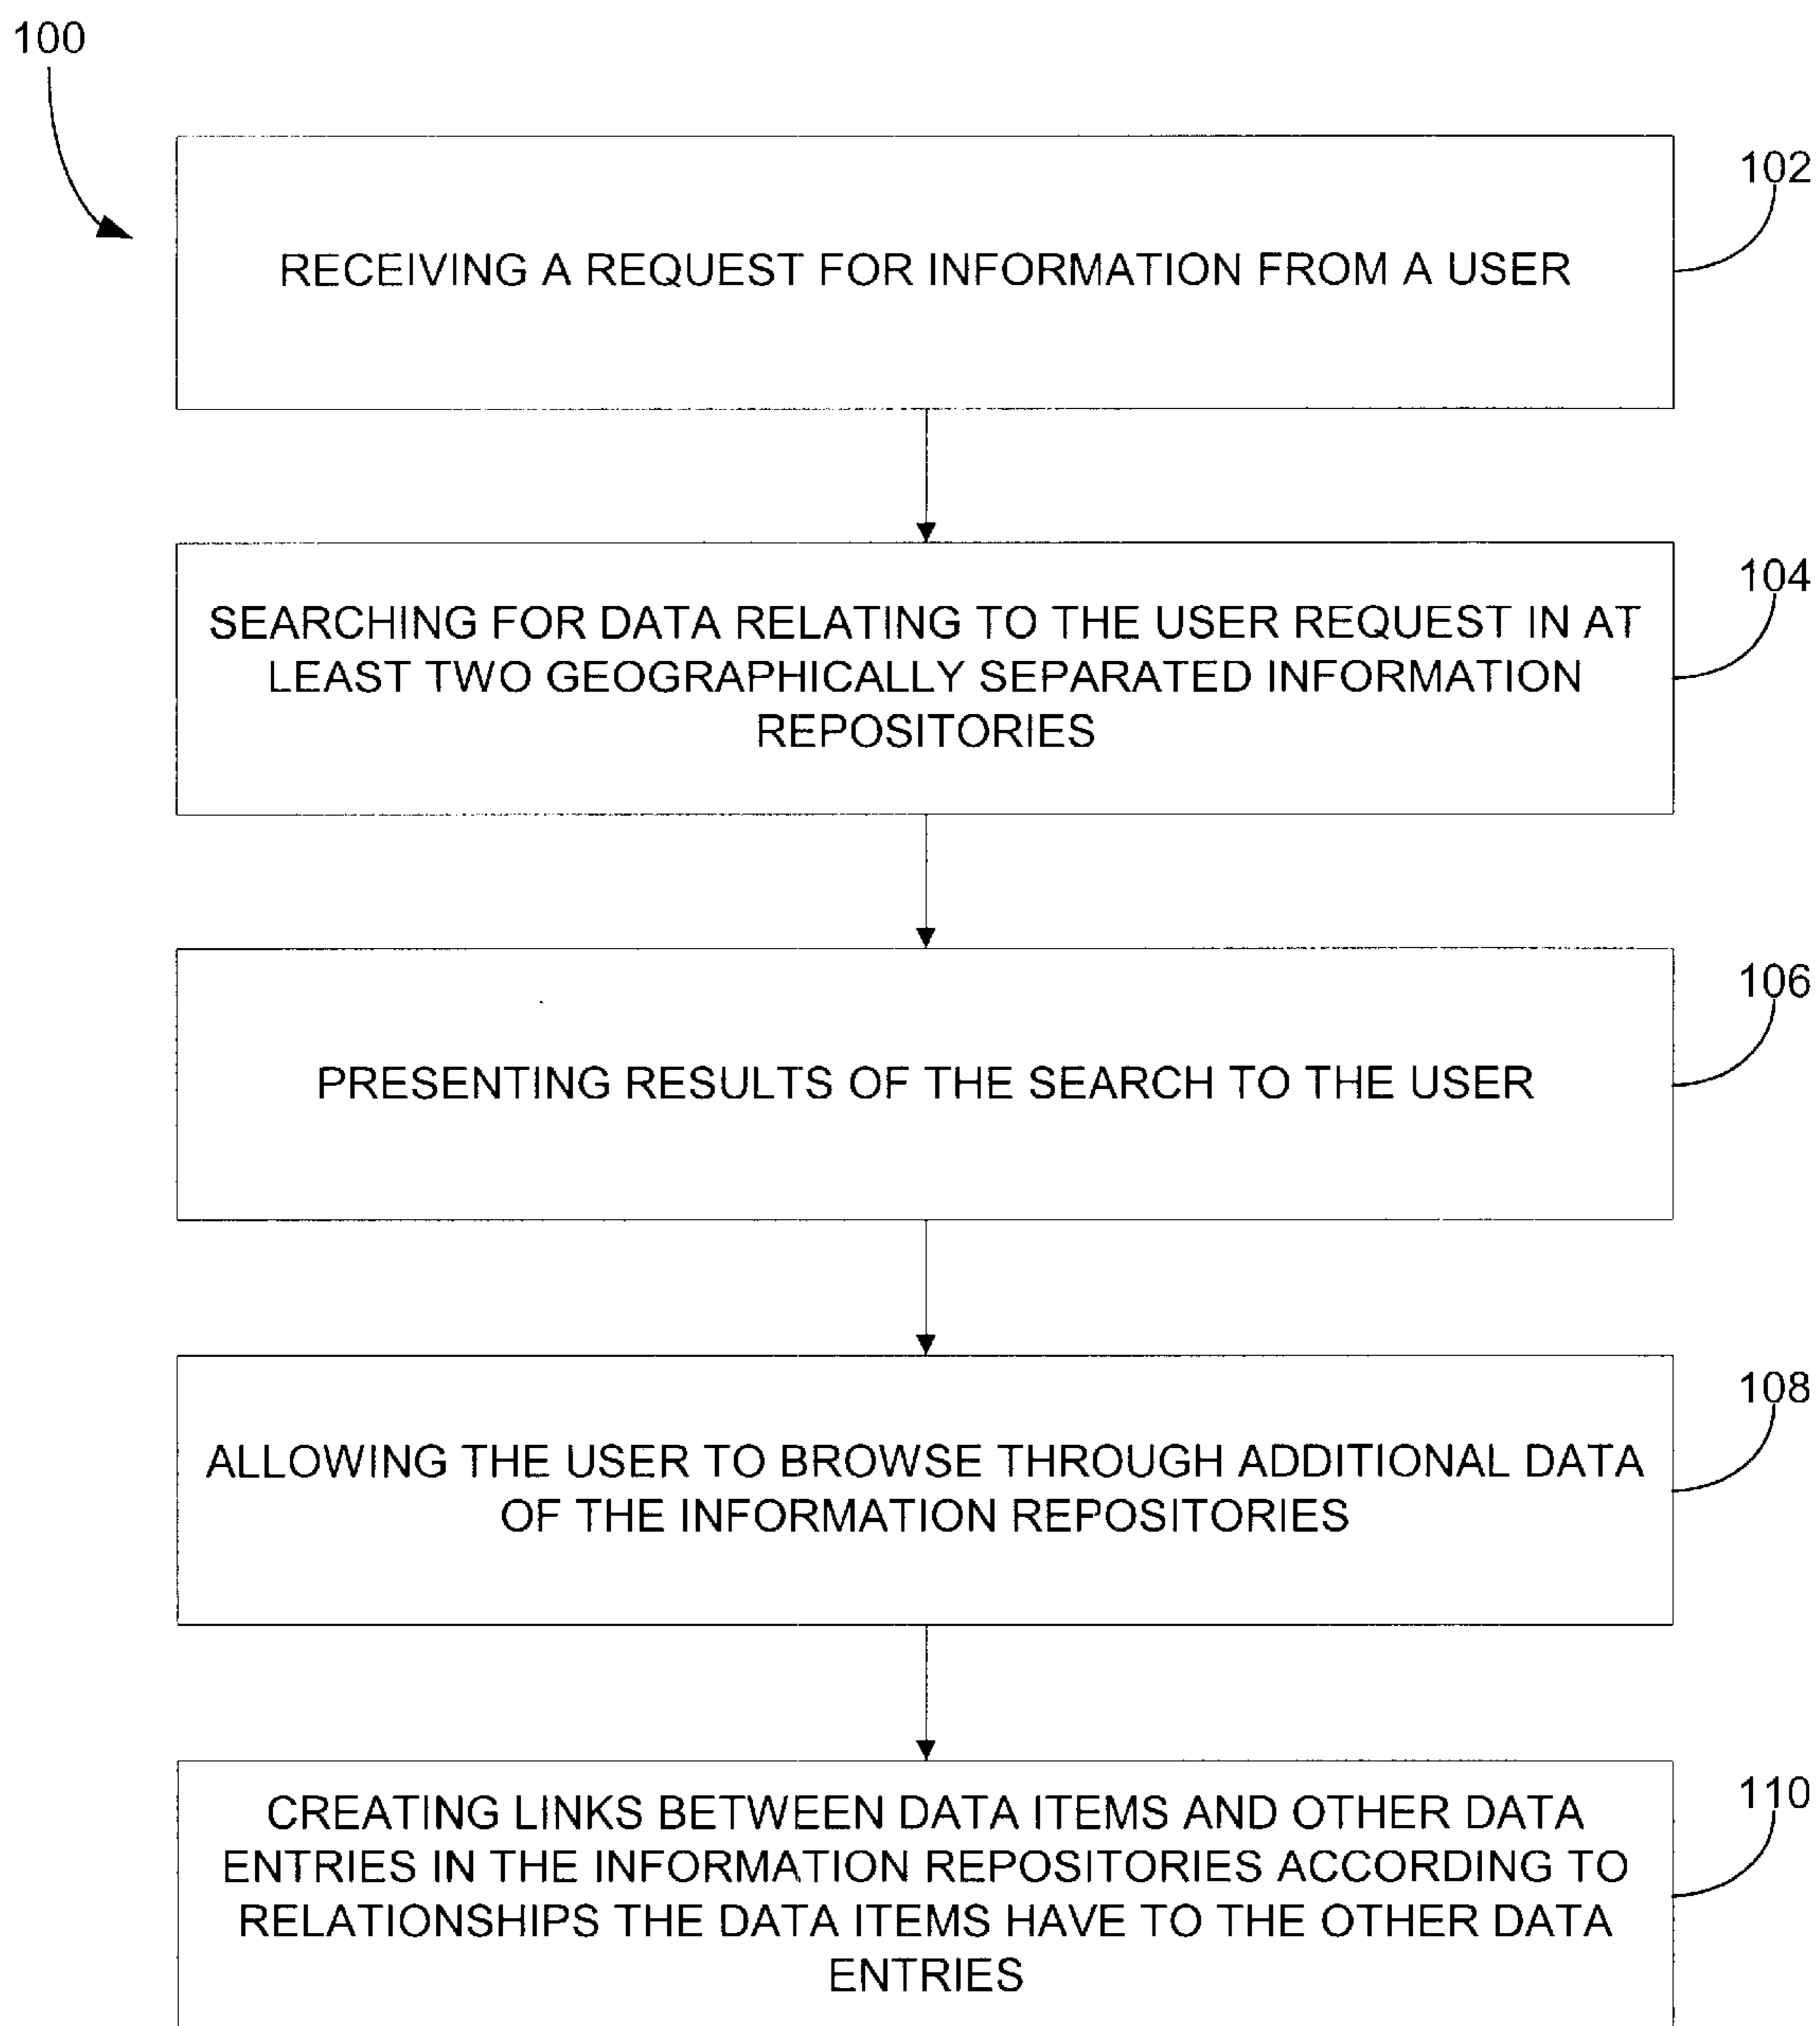 100
102
RECEIVING A REQUEST FOR INFORMATION FROM A USER
104
SEARCHING FOR DATA RELATING TO THE USER REQUEST IN AT
LEAST TWO GEOGRAPHICALLY SEPARATED INFORMATION
REPOSITORIES
106
PRESENTING RESULTS OF THE SEARCH TO THE USER
108
ALLOWING THE USER TO BROWSE THROUGH ADDITIONAL DATA
OF THE INFORMATION REPOSITORIES
110
CREATING LINKS BETWEEN DATA ITEMS AND OTHER DATA
ENTRIES IN THE INFORMATION REPOSITORIES ACCORDING TO
RELATIONSHIPS THE DATA ITEMS HAVE TO THE OTHER DATA
ENTRIES